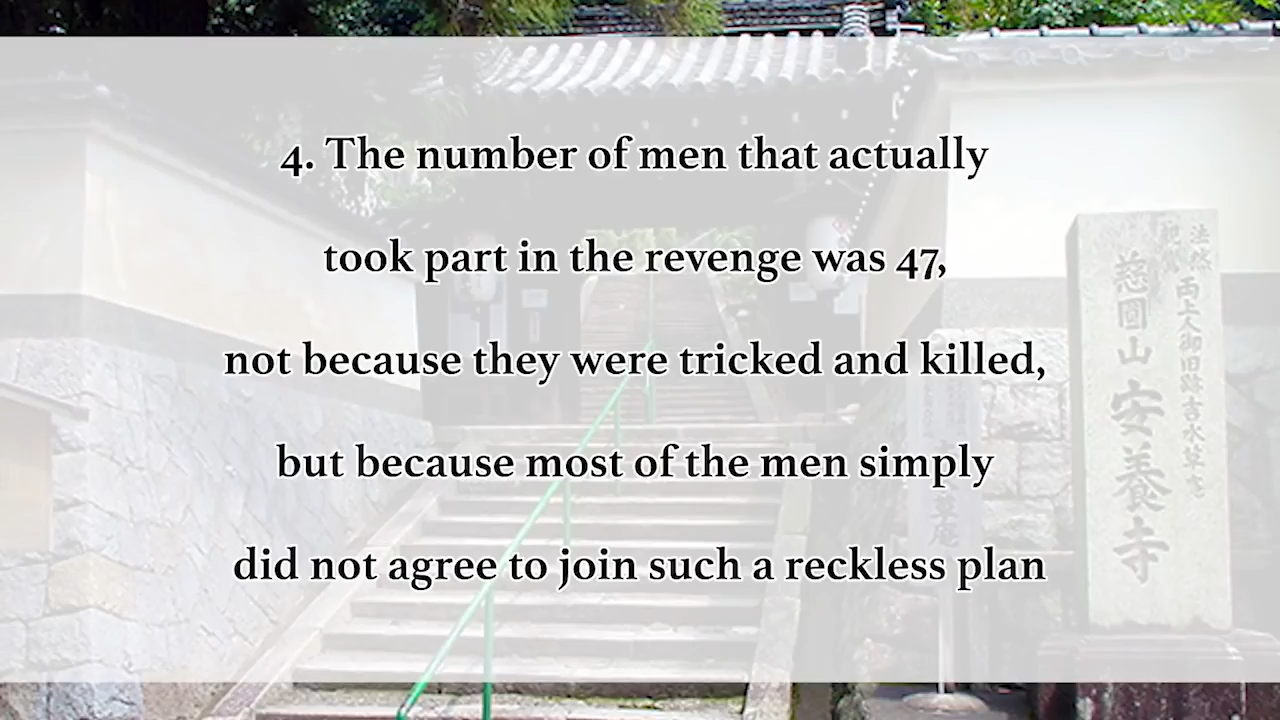 4. The number of men that actually
took part in the revenge was 47,
not because they were tricked and killed,
but because most of the men simply
did not agree to join such a reckless plan
慈圓山 安養寺